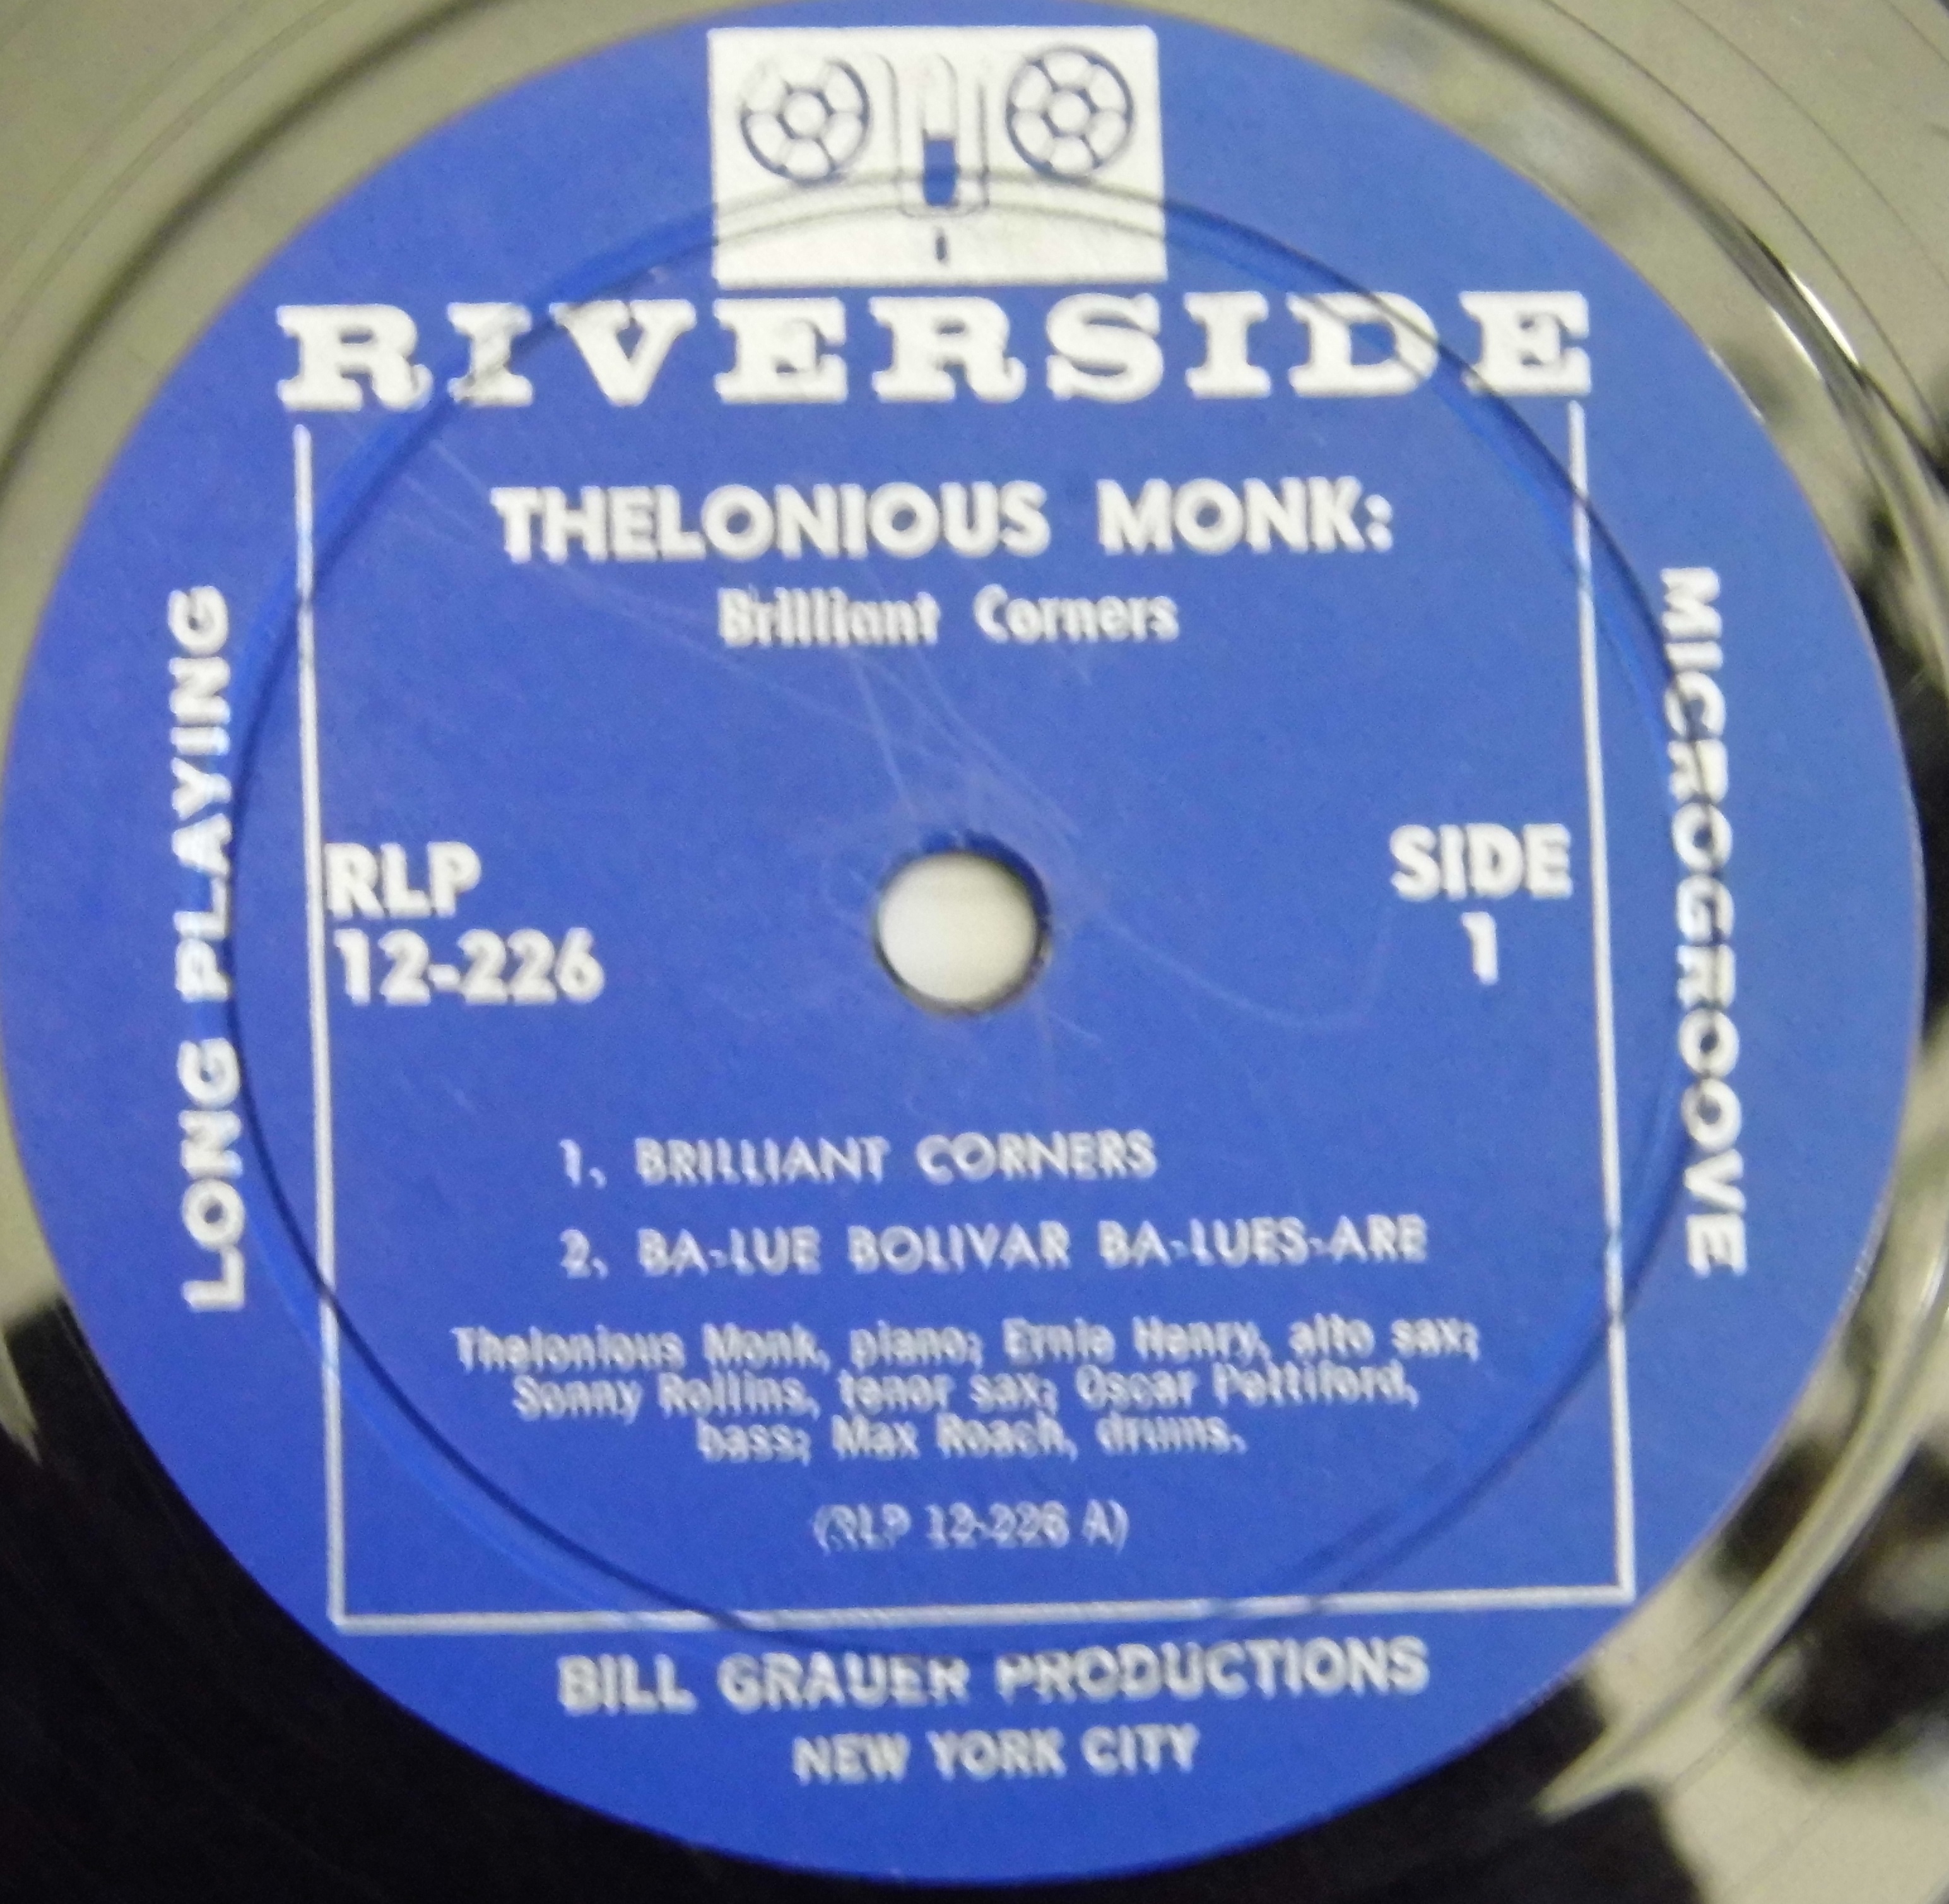 RIVERSIDE
THELONIOUS MONK:
Brilliant Corners
LONG PLAYING
MICROGROOVE
RLP
12-226
SIDE
1
1. BRILLIANT CORNERS
2. BA-LUE BOLIVAR BA-LUES-ARE
Thelonious Monk, piano; Ernie Henry, alto sax;
Sonny Rollins, tenor sax; Oscar Pettiford,
bass; Max Roach, drums.
(RLP 12-226 A)
BILL GRAUER PRODUCTIONS
NEW YORK CITY